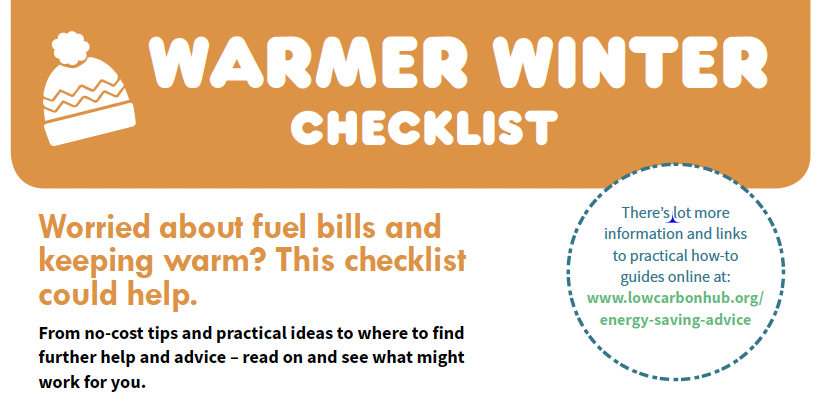 WARMER WINTER
CHECKLIST
Worried about fuel bills and
keeping warm? This checklist
could help.
From no-cost tips and practical ideas to where to find
further help and advice – read on and see what might
work for you.
There's lot more
information and links
to practical how-to
guides online at:
www.lowcarbonhub.org/
energy-saving-advice